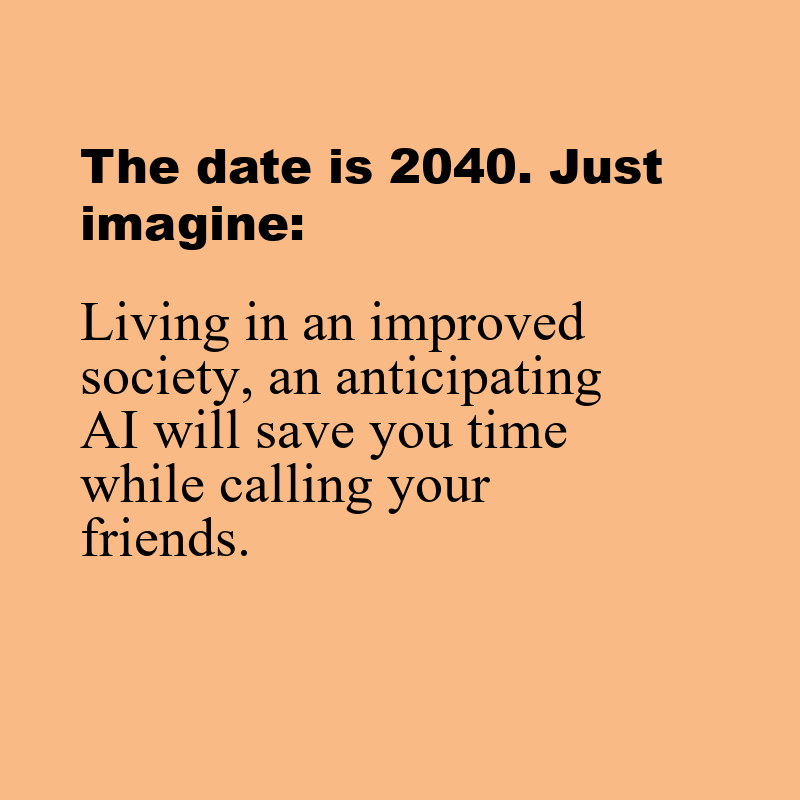 The date is 2040. Just
imagine:
Living in an improved
society, an anticipating
AI will save you time
while calling your
friends.